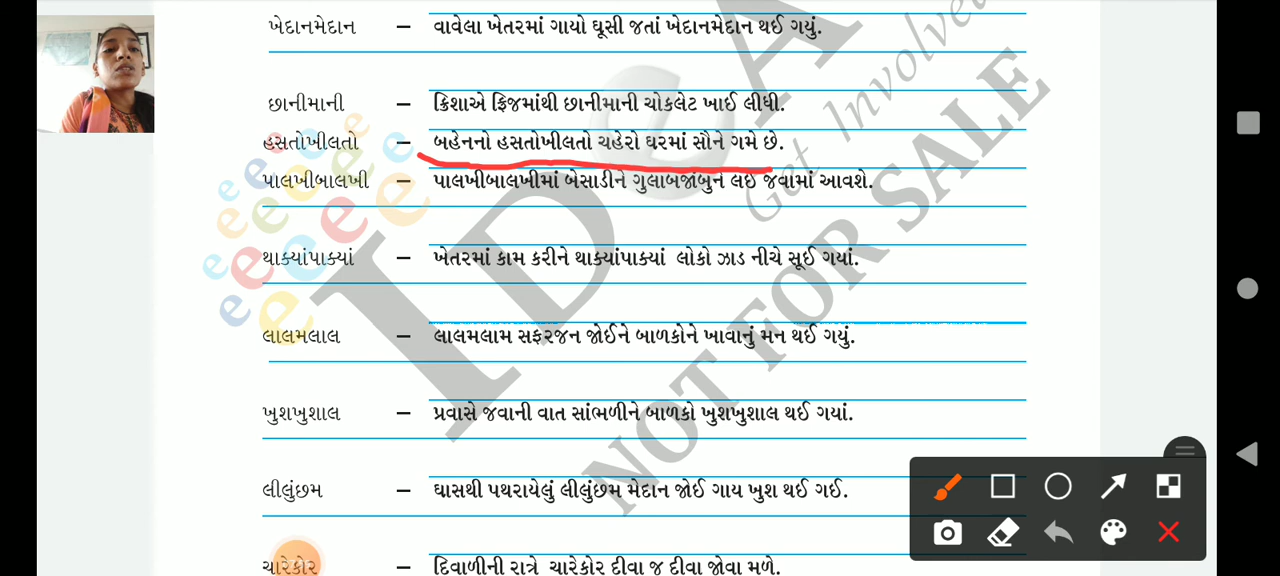 ખેદાનમેદાન – વાવેલા ખેતરમાં ગાયો ઘૂસી જતાં ખેદાનમેદાન થઈ ગયું.
છાનીમાની – ક્રિશાએ ફ્રિજમાંથી છાનીમાની ચોકલેટ ખાઈ લીધી.
હસતોખીલતો – બહેનનો હસતોખીલતો ચહેરો ઘરમાં સૌને ગમે છે.
પાલખીબાલખી – પાલખીબાલખીમાં બેસાડીને ગુલાબજાંબુને લઈ જવામાં આવશે.
થાક્યાંપાક્યાં – ખેતરમાં કામ કરીને થાક્યાંપાક્યાં લોકો ઝાડ નીચે સૂઈ ગયાં.
લાલમલાલ – લાલમલામ સફરજન જોઈને બાળકોને ખાવાનું મન થઈ ગયું.
ખુશખુશાલ – પ્રવાસે જવાની વાત સાંભળીને બાળકો ખુશખુશાલ થઈ ગયાં.
લીલુંછમ – ઘાસથી પથરાયેલું લીલુંછમ મેદાન જોઈ ગાય ખુશ થઈ ગઈ.
ચારેકોર – દિવાળીની રાત્રે ચારેકોર દીવા જ દીવા જોવા મળે.
IDeA
Get Involved
NOT FOR SALE